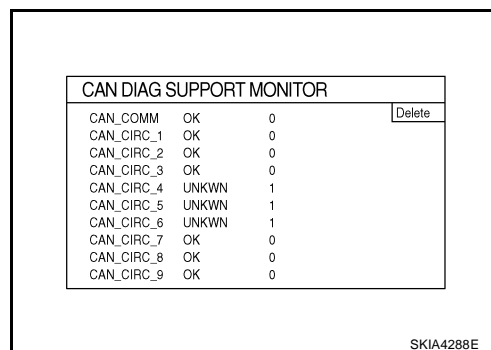 CAN DIAG SUPPORT MONITOR
Delete
CAN_COMM OK 0
CAN_CIRC_1 OK 0
CAN_CIRC_2 OK 0
CAN_CIRC_3 OK 0
CAN_CIRC_4 UNKWN 1
CAN_CIRC_5 UNKWN 1
CAN_CIRC_6 UNKWN 1
CAN_CIRC_7 OK 0
CAN_CIRC_8 OK 0
CAN_CIRC_9 OK 0
SKIA4288E